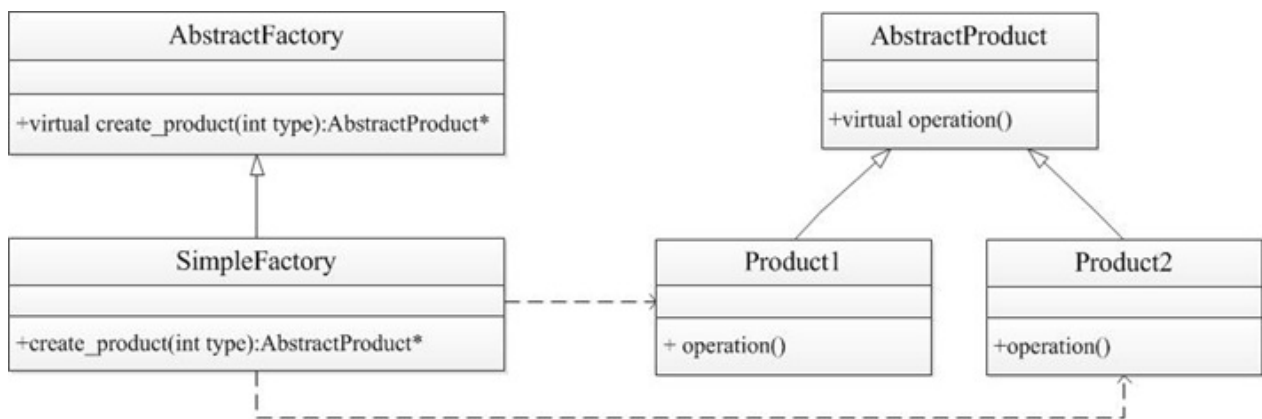 AbstractFactory
+virtual create_product(int type):AbstractProduct*
AbstractProduct
+virtual operation()
SimpleFactory
+create_product(int type):AbstractProduct*
Product1
+ operation()
Product2
+operation()